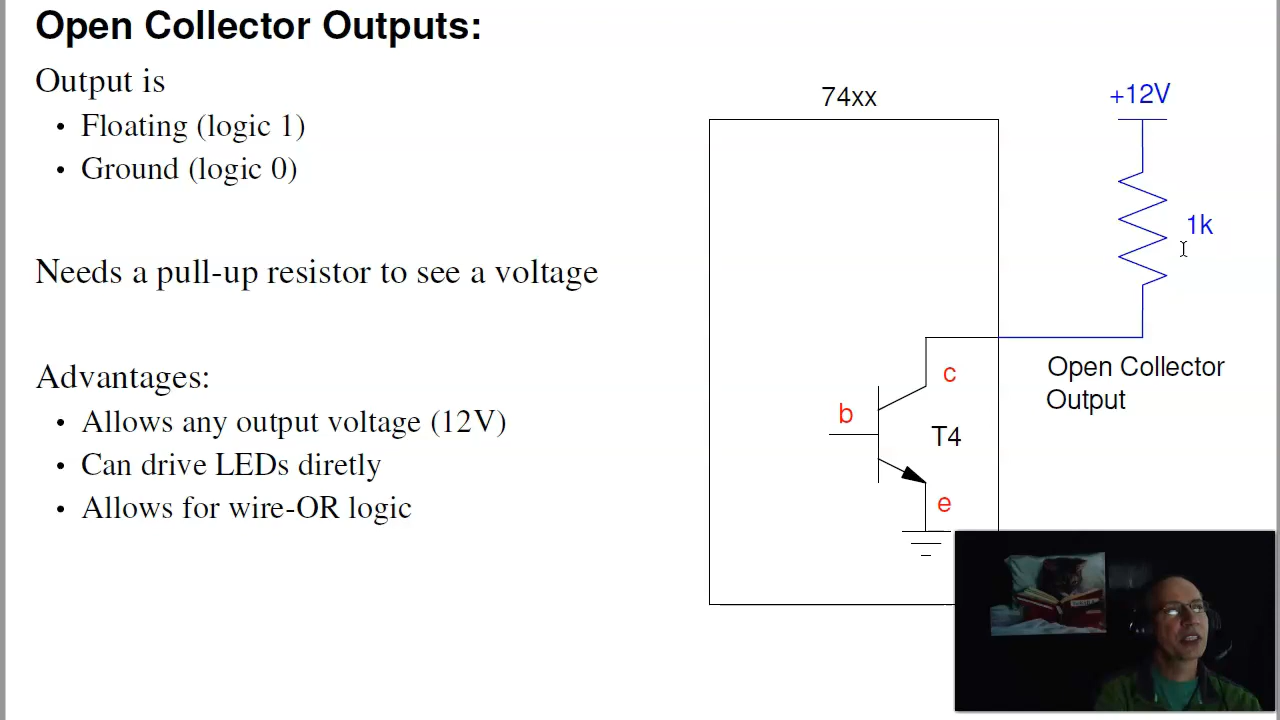 Open Collector Outputs:
Output is
• Floating (logic 1)
• Ground (logic 0)
Needs a pull-up resistor to see a voltage
Advantages:
• Allows any output voltage (12V)
• Can drive LEDs diretly
• Allows for wire-OR logic
74xx
+12V
1k
c
b
T4
e
Open Collector
Output